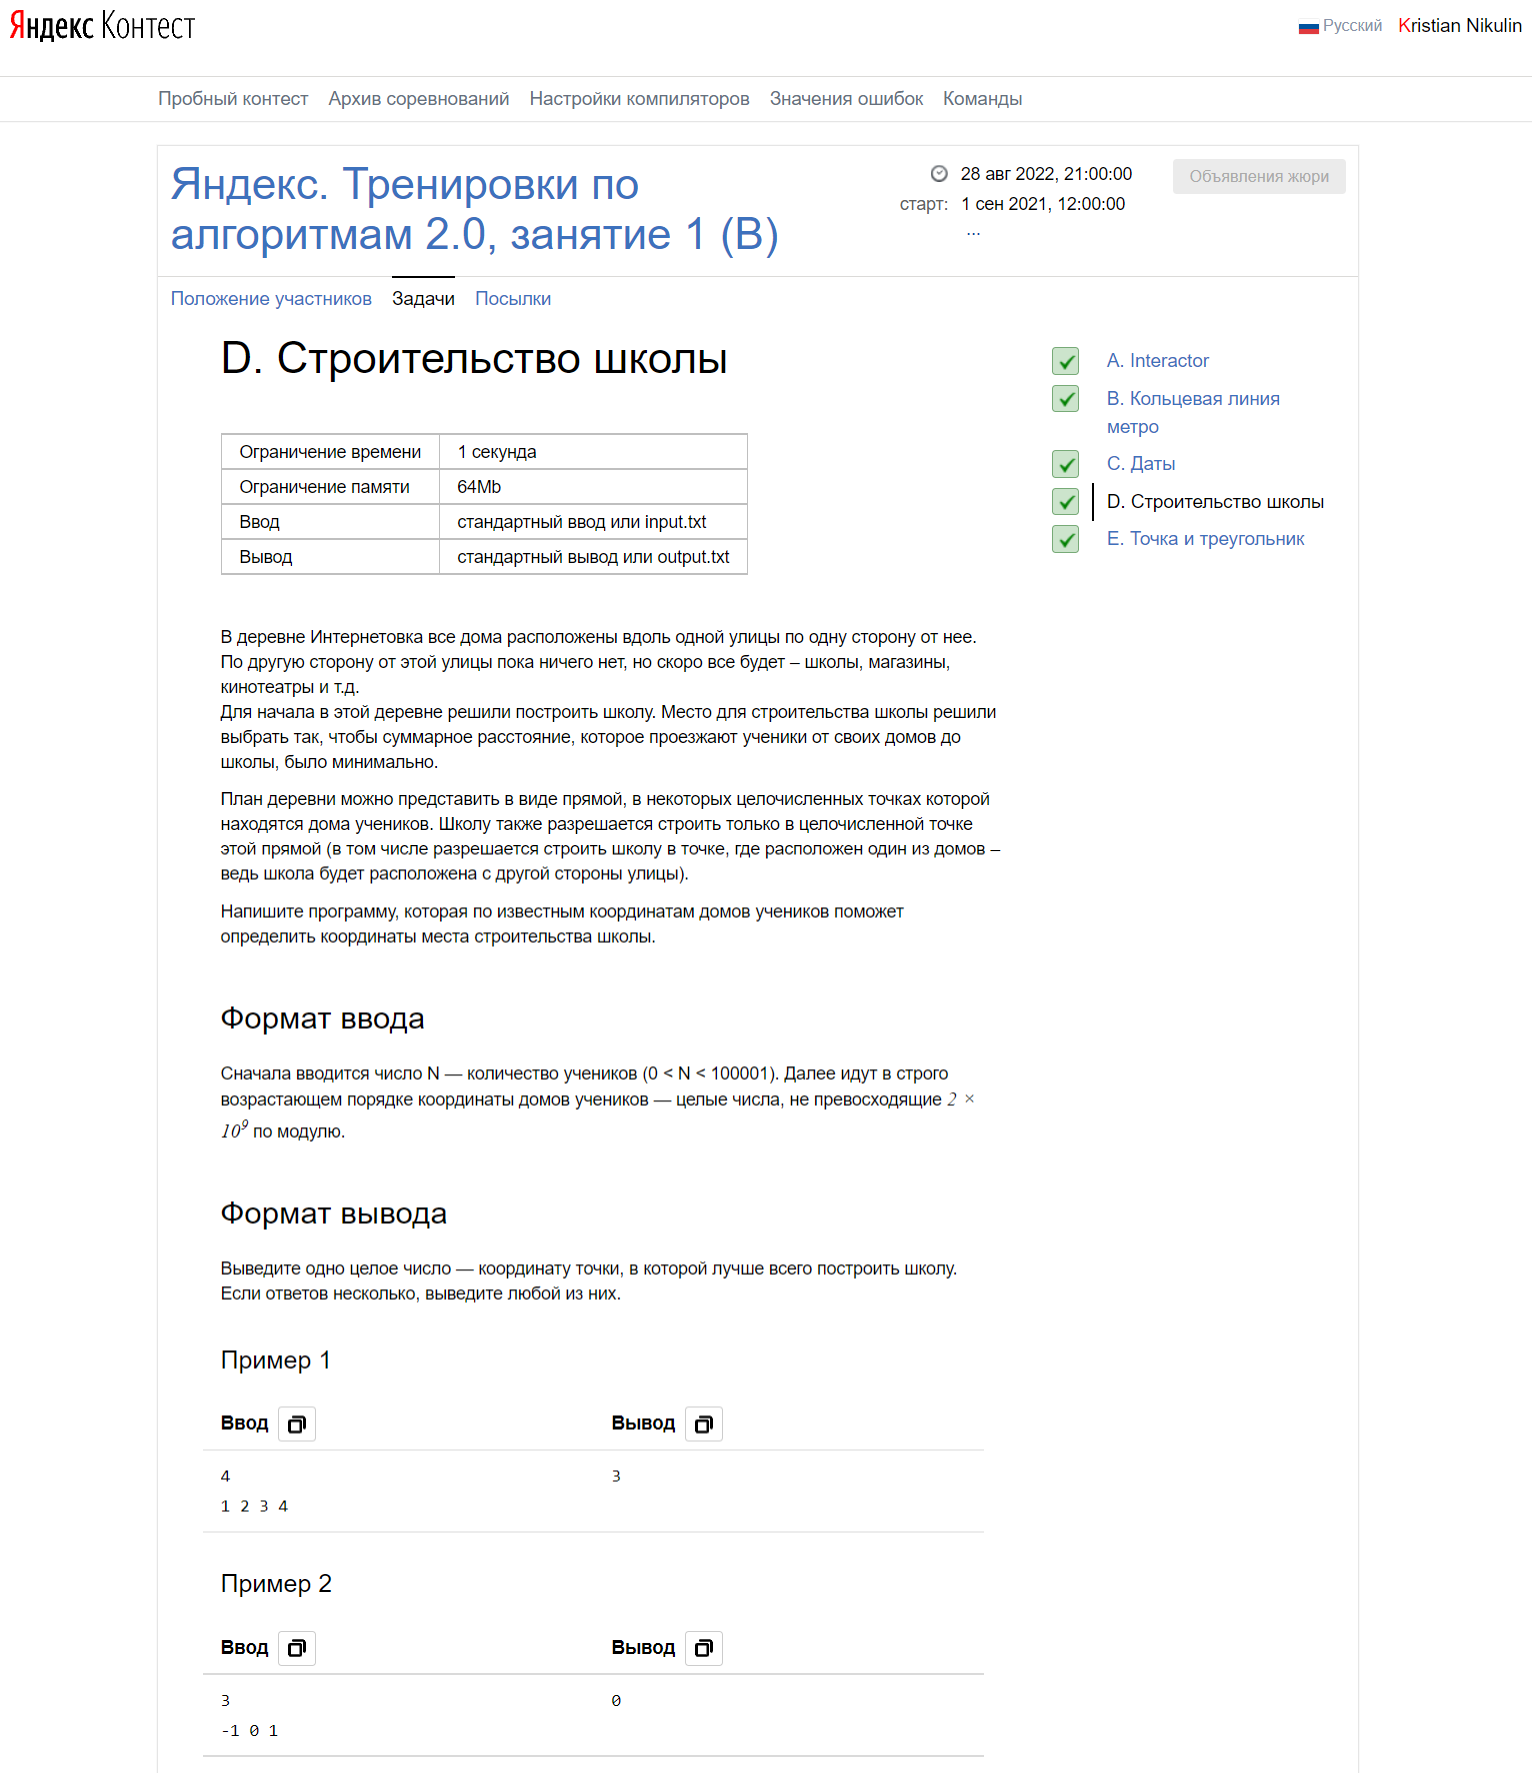 Яндекс Контест
Русский Kristian Nikulin
Пробный контест Архив соревнований Настройки компиляторов Значения ошибок Команды
Яндекс. Тренировки по
алгоритмам 2.0, занятие 1 (B)
28 авг 2022, 21:00:00
старт: 1 сен 2021, 12:00:00
...
Объявления жюри
Положение участников Задачи Посылки
D. Строительство школы
Ограничение времени 1 секунда
Ограничение памяти 64Mb
Ввод стандартный ввод или input.txt
Вывод стандартный вывод или output.txt
A. Interactor
B. Кольцевая линия
метро
C. Даты
D. Строительство школы
E. Точка и треугольник
В деревне Интернетовка все дома расположены вдоль одной улицы по одну сторону от нее.
По другую сторону от этой улицы пока ничего нет, но скоро все будет – школы, магазины,
кинотеатры и т.д.
Для начала в этой деревне решили построить школу. Место для строительства школы решили
выбрать так, чтобы суммарное расстояние, которое проезжают ученики от своих домов до
школы, было минимально.
План деревни можно представить в виде прямой, в некоторых целочисленных точках которой
находятся дома учеников. Школу также разрешается строить только в целочисленной точке
этой прямой (в том числе разрешается строить школу в точке, где расположен один из домов –
ведь школа будет расположена с другой стороны улицы).
Напишите программу, которая по известным координатам домов учеников поможет
определить координаты места строительства школы.
Формат ввода
Сначала вводится число N — количество учеников (0 < N < 100001). Далее идут в строго
возрастающем порядке координаты домов учеников — целые числа, не превосходящие 2 ×
10⁹ по модулю.
Формат вывода
Выведите одно целое число — координату точки, в которой лучше всего построить школу.
Если ответов несколько, выведите любой из них.
Пример 1
Ввод Вывод
4 3
1 2 3 4
Пример 2
Ввод Вывод
3 0
-1 0 1